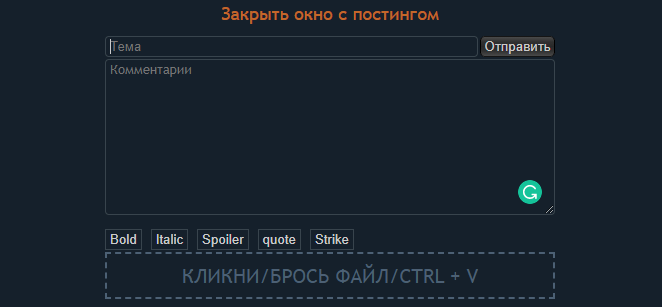 Закрыть окно с постингом
Тема Отправить
Комментарии
Bold Italic Spoiler quote Strike
КЛИКНИ/БРОСЬ ФАЙЛ/CTRL + V